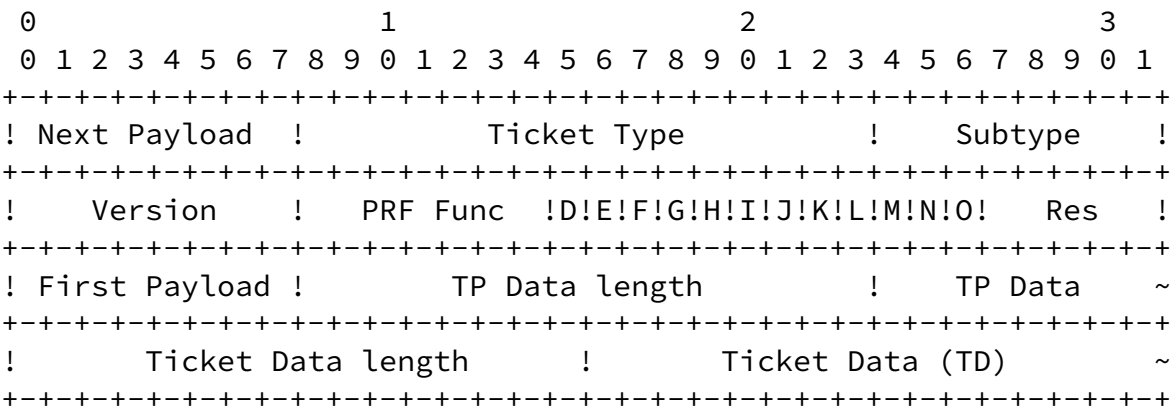 0                   1                   2                   3
 0 1 2 3 4 5 6 7 8 9 0 1 2 3 4 5 6 7 8 9 0 1 2 3 4 5 6 7 8 9 0 1
+-+-+-+-+-+-+-+-+-+-+-+-+-+-+-+-+-+-+-+-+-+-+-+-+-+-+-+-+-+-+-+-+
! Next Payload  !          Ticket Type          !    Subtype    !
+-+-+-+-+-+-+-+-+-+-+-+-+-+-+-+-+-+-+-+-+-+-+-+-+-+-+-+-+-+-+-+-+
!    Version    !   PRF Func  !D!E!F!G!H!I!J!K!L!M!N!O!   Res   !
+-+-+-+-+-+-+-+-+-+-+-+-+-+-+-+-+-+-+-+-+-+-+-+-+-+-+-+-+-+-+-+-+
! First Payload !        TP Data length         !    TP Data    ~
+-+-+-+-+-+-+-+-+-+-+-+-+-+-+-+-+-+-+-+-+-+-+-+-+-+-+-+-+-+-+-+-+
!       Ticket Data length      !       Ticket Data (TD)        ~
+-+-+-+-+-+-+-+-+-+-+-+-+-+-+-+-+-+-+-+-+-+-+-+-+-+-+-+-+-+-+-+-+